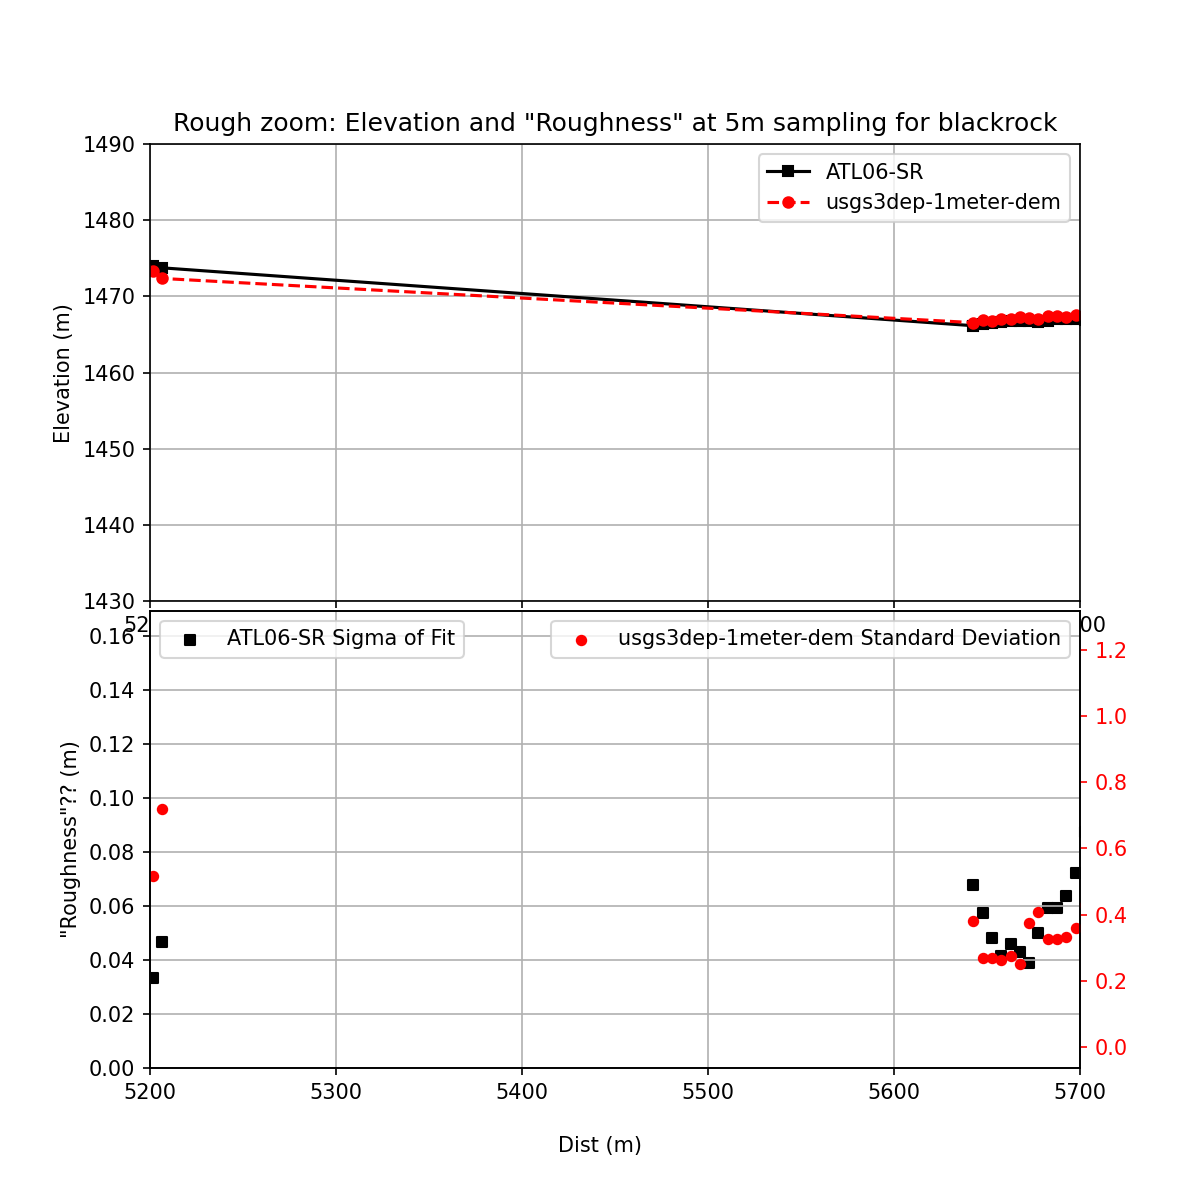 Rough zoom: Elevation and "Roughness" at 5m sampling for blackrock
1490
1480
1470
1460
1450
1440
1430
Elevation (m)
ATL06-SR
usgs3dep-1meter-dem
52
00
0.16
0.14
0.12
0.10
0.08
0.06
0.04
0.02
0.00
"Roughness"?? (m)
ATL06-SR Sigma of Fit
usgs3dep-1meter-dem Standard Deviation
1.2
1.0
0.8
0.6
0.4
0.2
0.0
5200 5300 5400 5500 5600 5700
Dist (m)